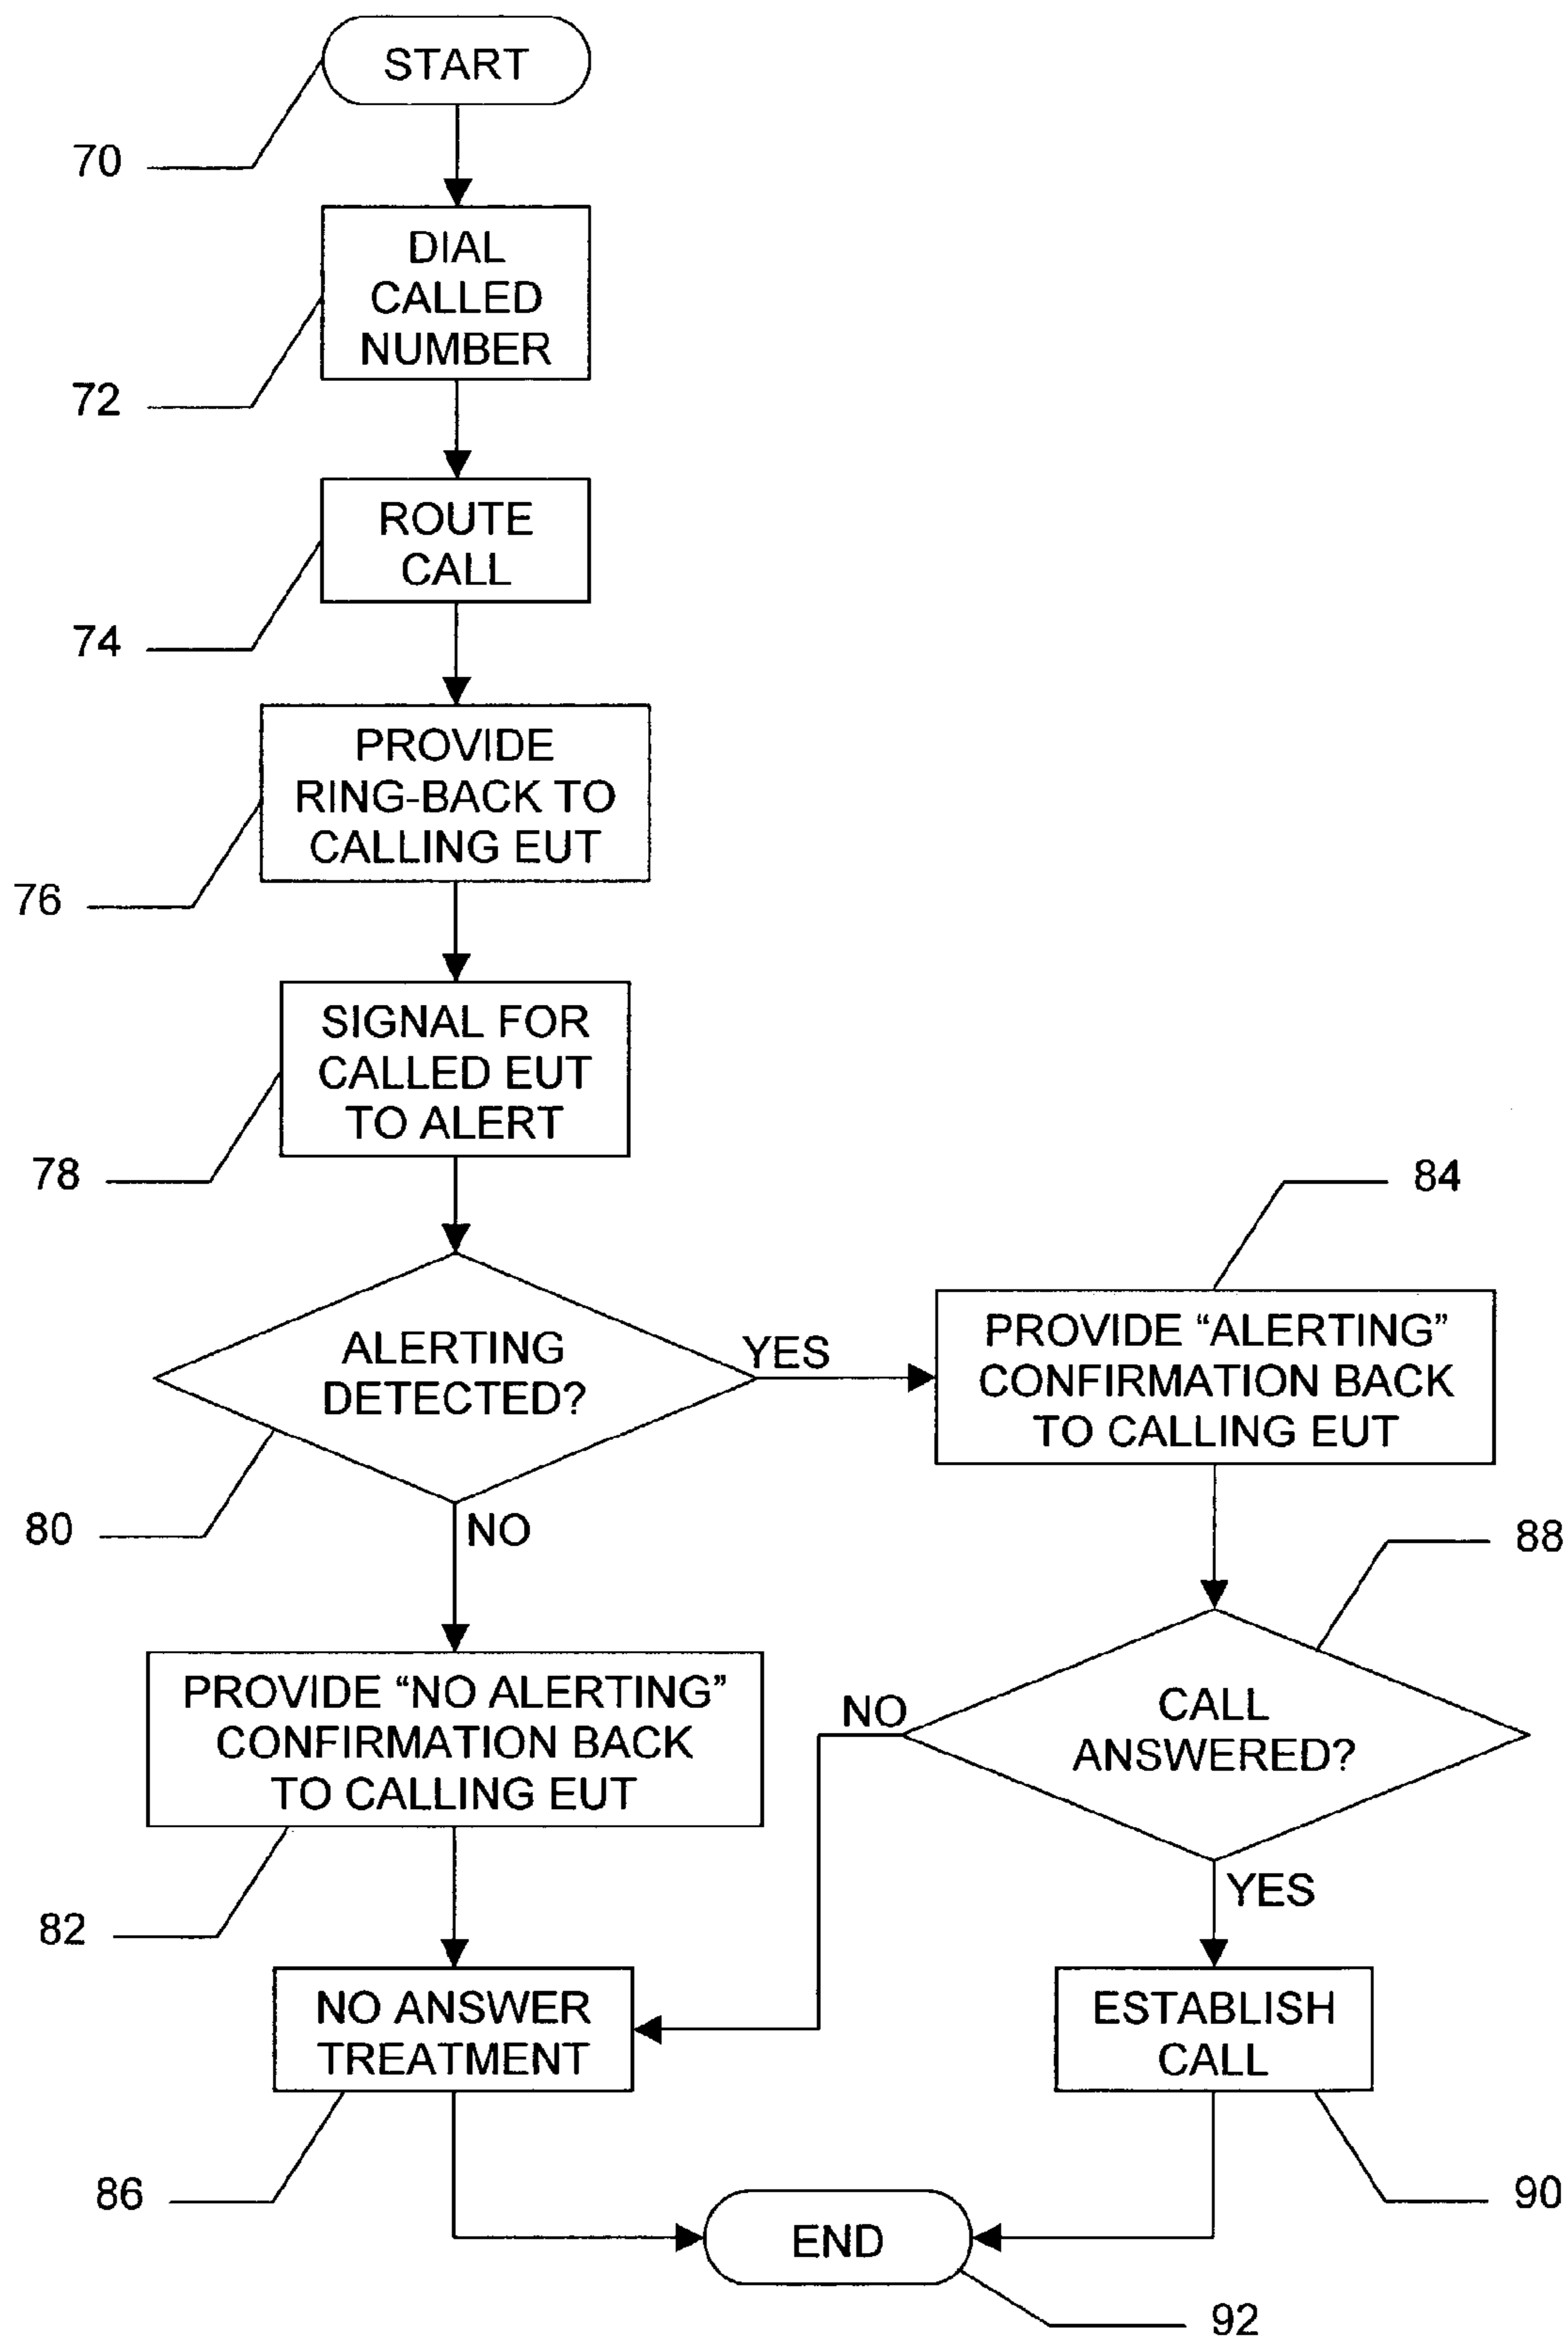 START
70
DIAL
CALLED
NUMBER
72
ROUTE
CALL
74
PROVIDE
RING-BACK TO
CALLING EUT
76
SIGNAL FOR
CALLED EUT
TO ALERT
78
84
ALERTING
DETECTED?
YES
PROVIDE “ALERTING”
CONFIRMATION BACK
TO CALLING EUT
80
NO
88
PROVIDE “NO ALERTING”
CONFIRMATION BACK
TO CALLING EUT
NO
CALL
ANSWERED?
YES
82
NO ANSWER
TREATMENT
ESTABLISH
CALL
86
90
END
92